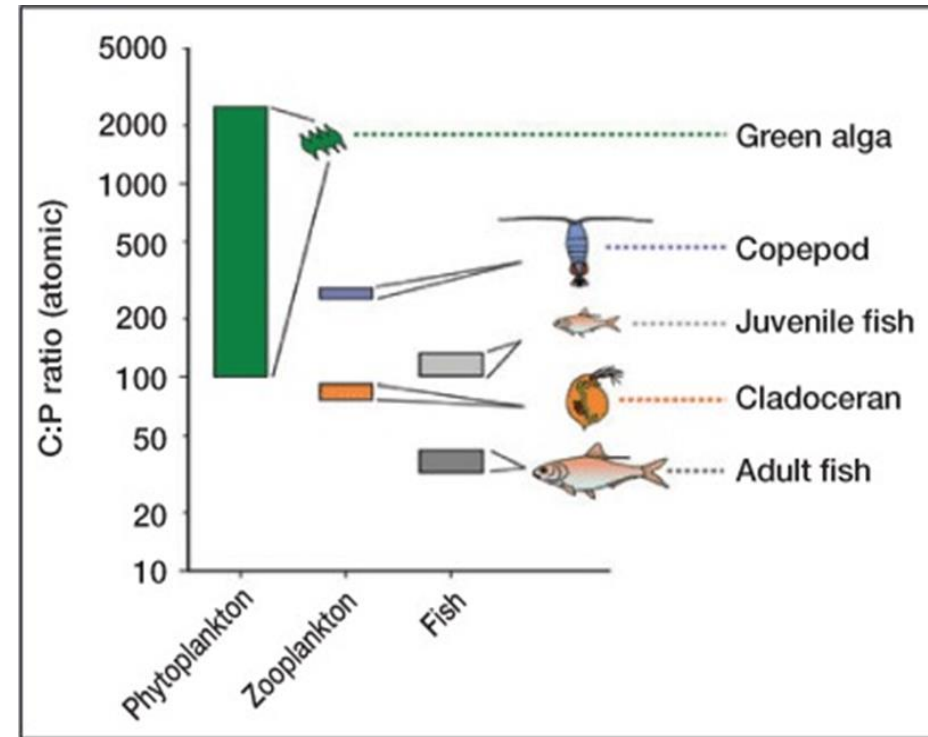 C:P ratio (atomic)
5000
2000
1000
500
200
100
50
20
10
Phytoplankton
Zooplankton
Fish
Green alga
Copepod
Juvenile fish
Cladoceran
Adult fish